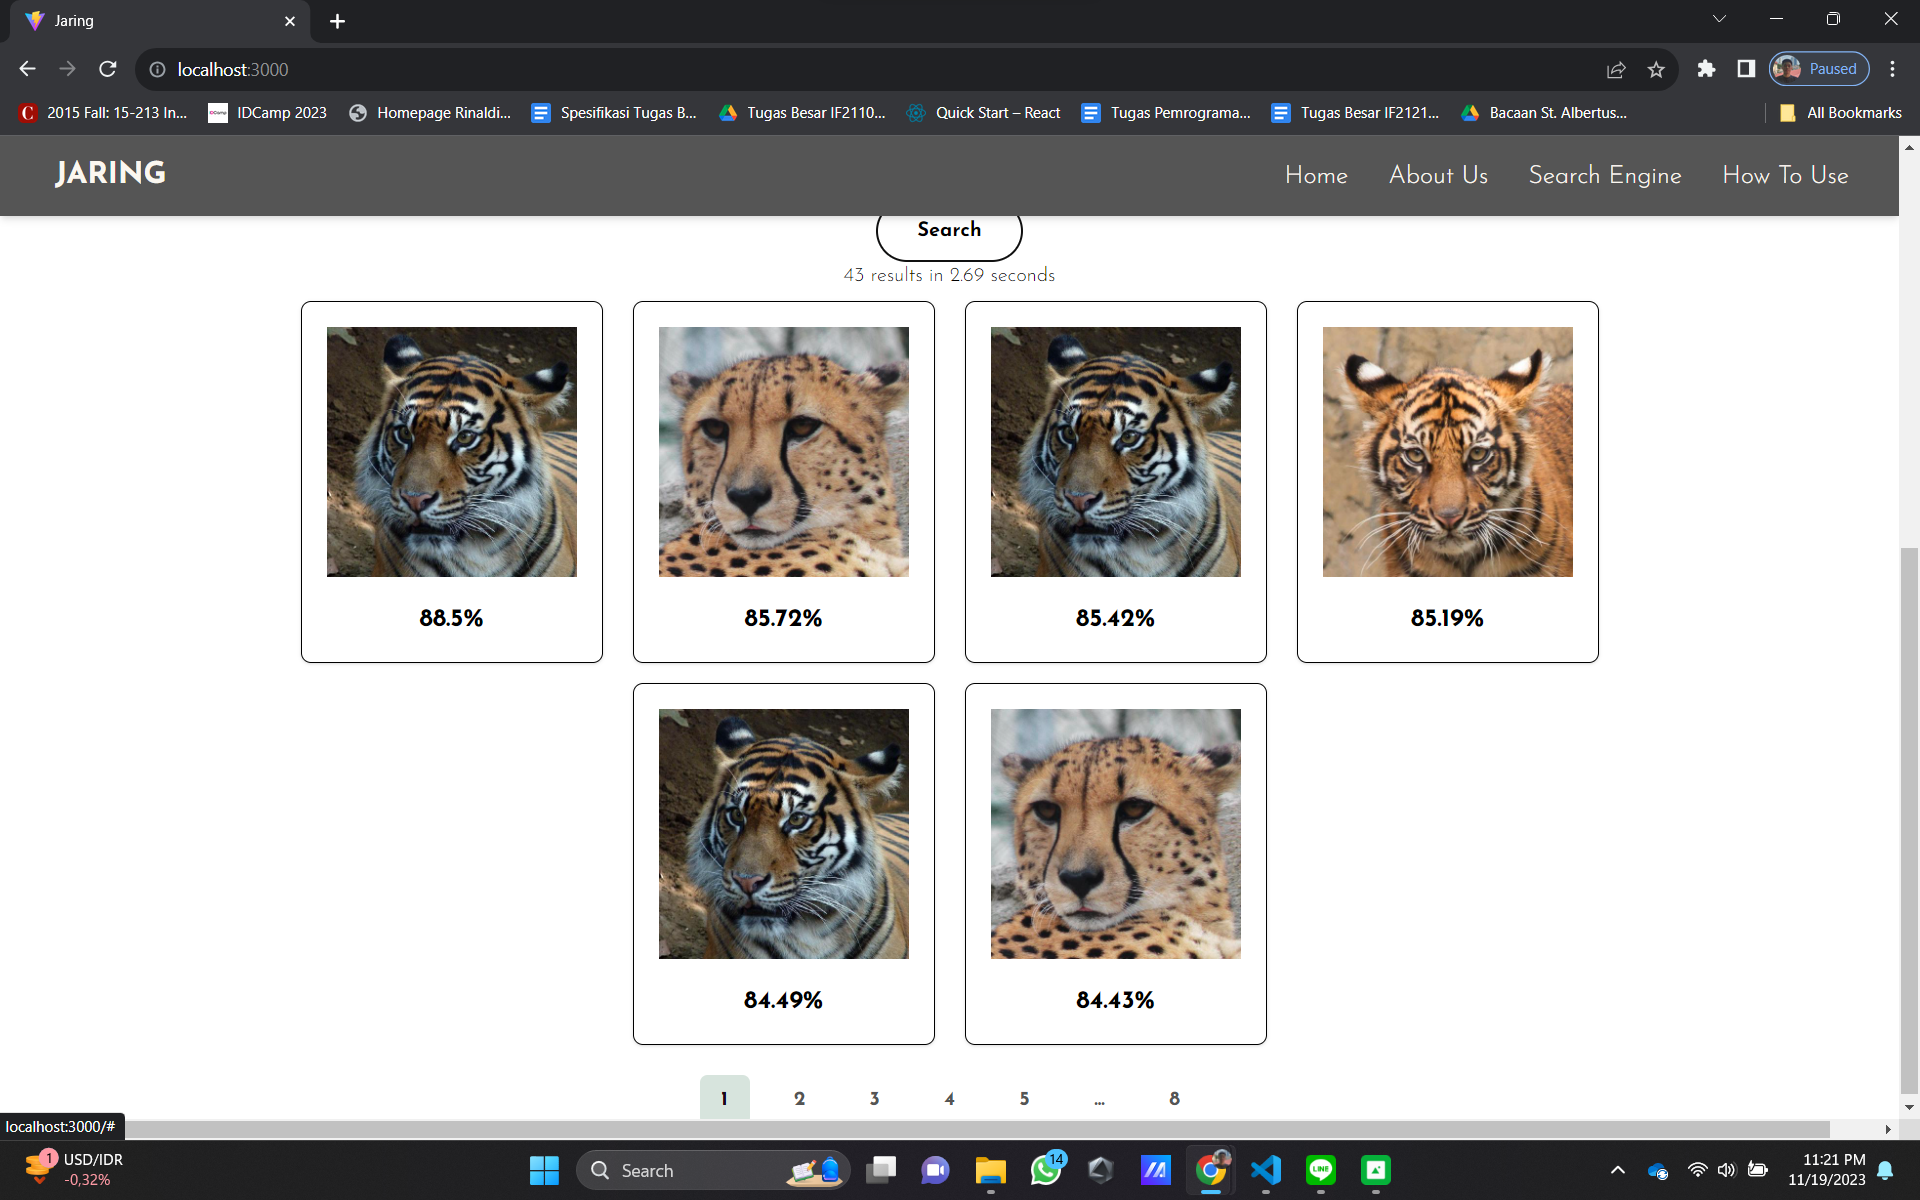 Jaring
localhost:3000
Paused
2015 Fall: 15-213 In...
IDCamp 2023
Homepage Rinaldi...
Spesifikasi Tugas B...
Tugas Besar IF2110...
Quick Start – React
Tugas Pemrograma...
Tugas Besar IF2121...
Bacaan St. Albertus...
All Bookmarks
JARING
Home
About Us
Search Engine
How To Use
Search
43 results in 2.69 seconds
88.5%
85.72%
85.42%
85.19%
84.49%
84.43%
1 2 3 4 5 ... 8
localhost:3000/#
1
USD/IDR
-0,32%
Search
14
LINE
11:21 PM
11/19/2023